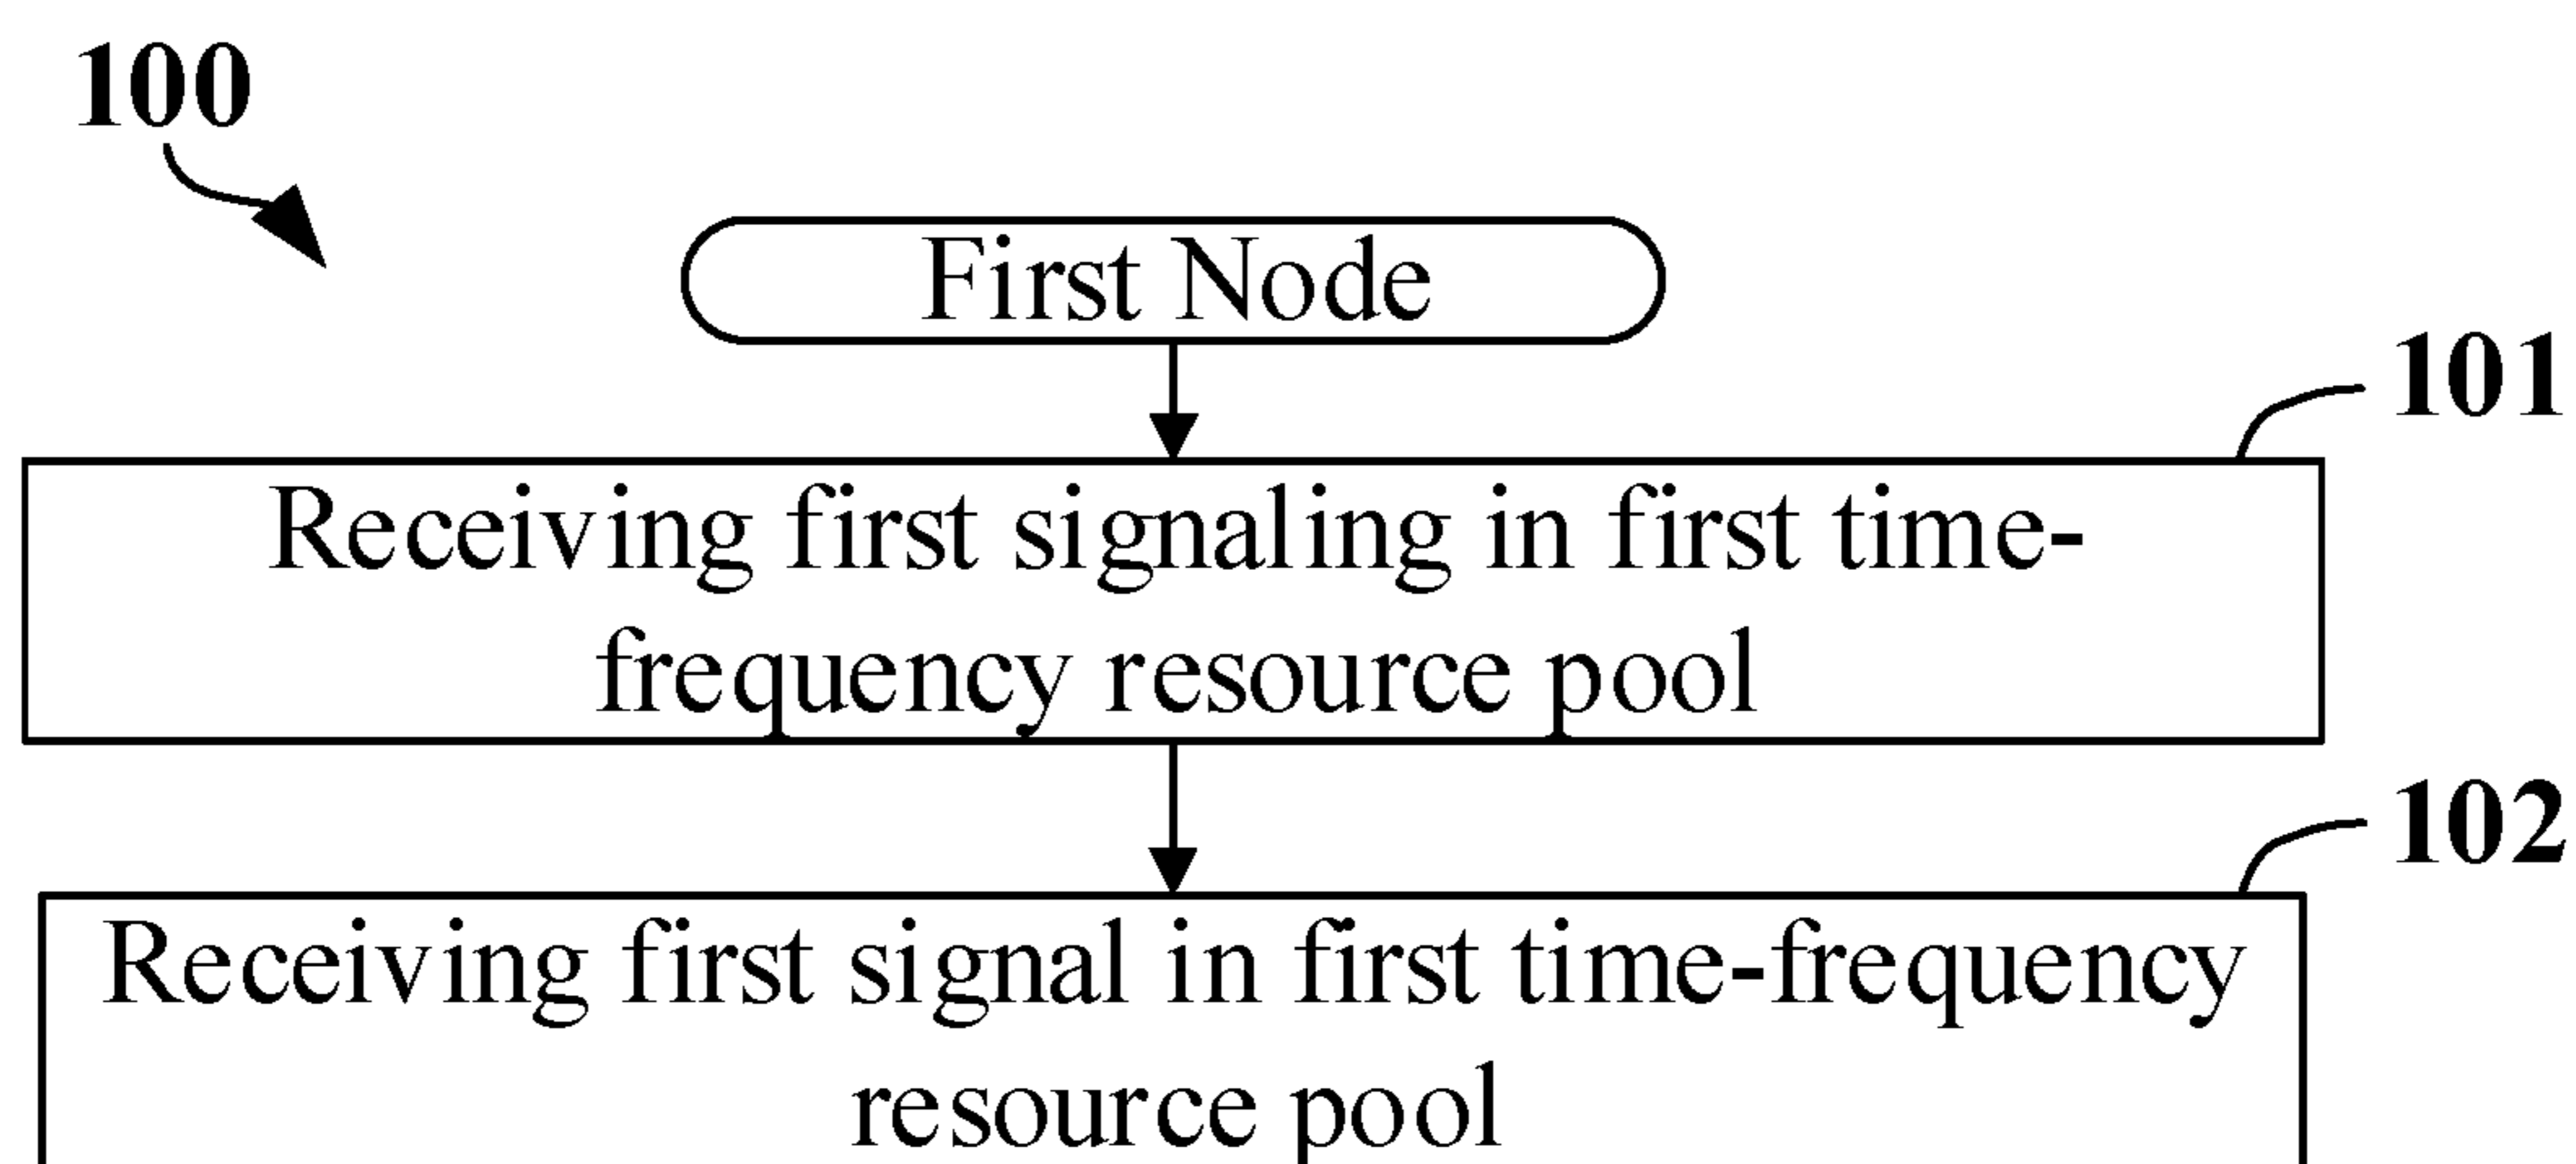 100
First Node
101
Receiving first signaling in first time-
frequency resource pool
102
Receiving first signal in first time-frequency
resource pool